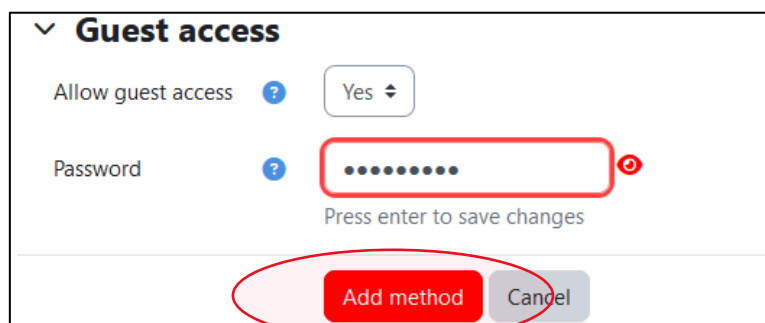 Guest access
Allow guest access ? Yes
Password ? •••••••••
Press enter to save changes
Add method Cancel